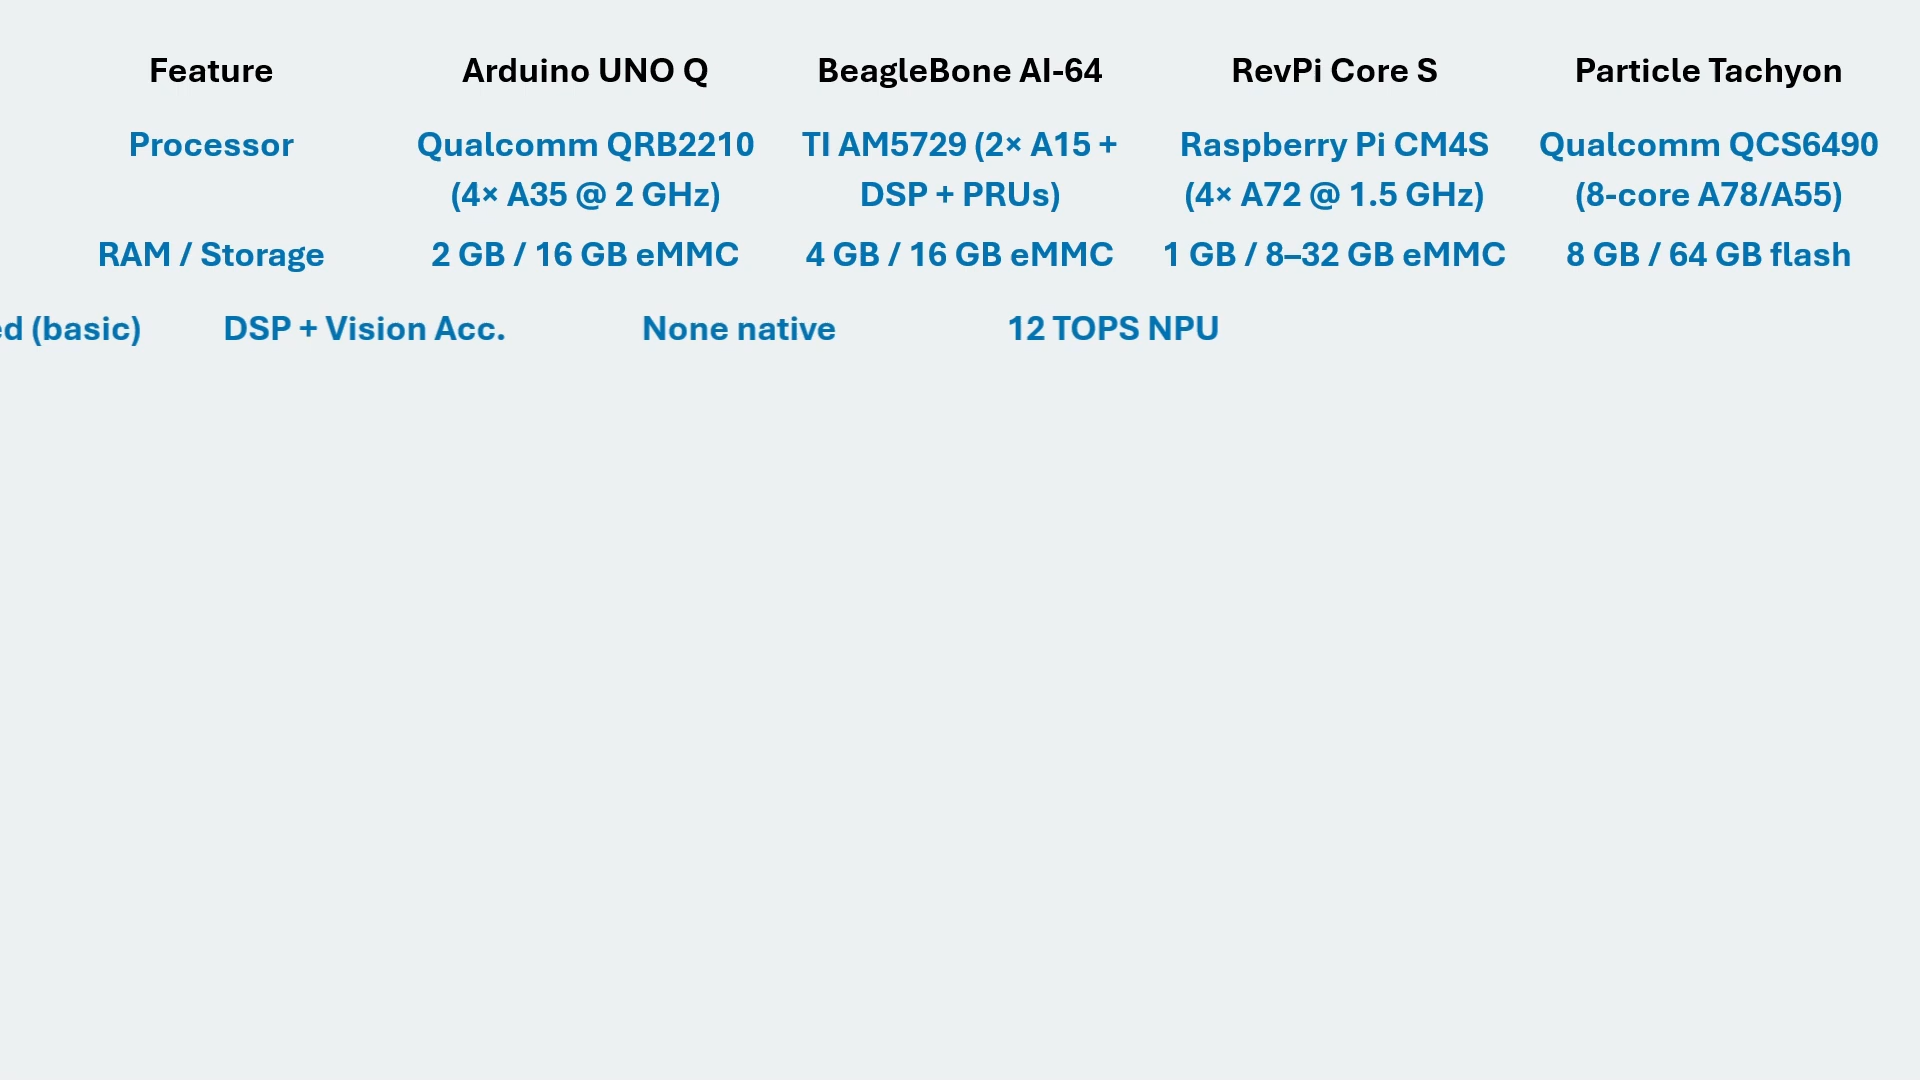 Feature Arduino UNO Q BeagleBone AI-64 RevPi Core S Particle Tachyon
Processor Qualcomm QRB2210 TI AM5729 (2× A15 + Raspberry Pi CM4S Qualcomm QCS6490
(4× A35 @ 2 GHz) DSP + PRUs) (4× A72 @ 1.5 GHz) (8-core A78/A55)
RAM / Storage 2 GB / 16 GB eMMC 4 GB / 16 GB eMMC 1 GB / 8–32 GB eMMC 8 GB / 64 GB flash
(basic) DSP + Vision Acc. None native 12 TOPS NPU